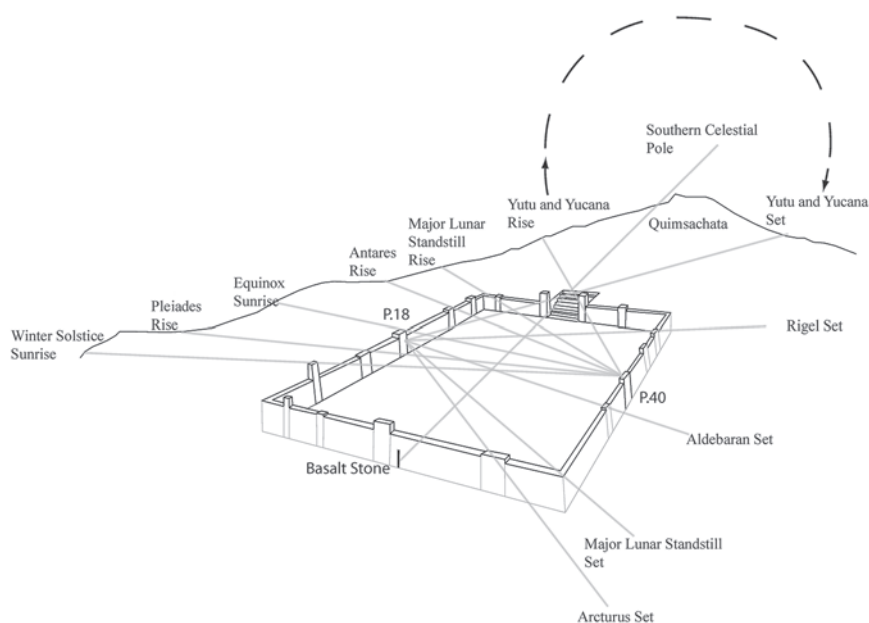 Southern Celestial
Pole
Yutu and Yucana
Rise
Yutu and Yucana
Set
Quimsachata
Major Lunar
Standstill
Rise
Antares
Rise
Equinox
Sunrise
Pleiades
Rise
Winter Solstice
Sunrise
P.18
Rigel Set
P.40
Aldebaran Set
Basalt Stone
Major Lunar Standstill
Set
Arcturus Set